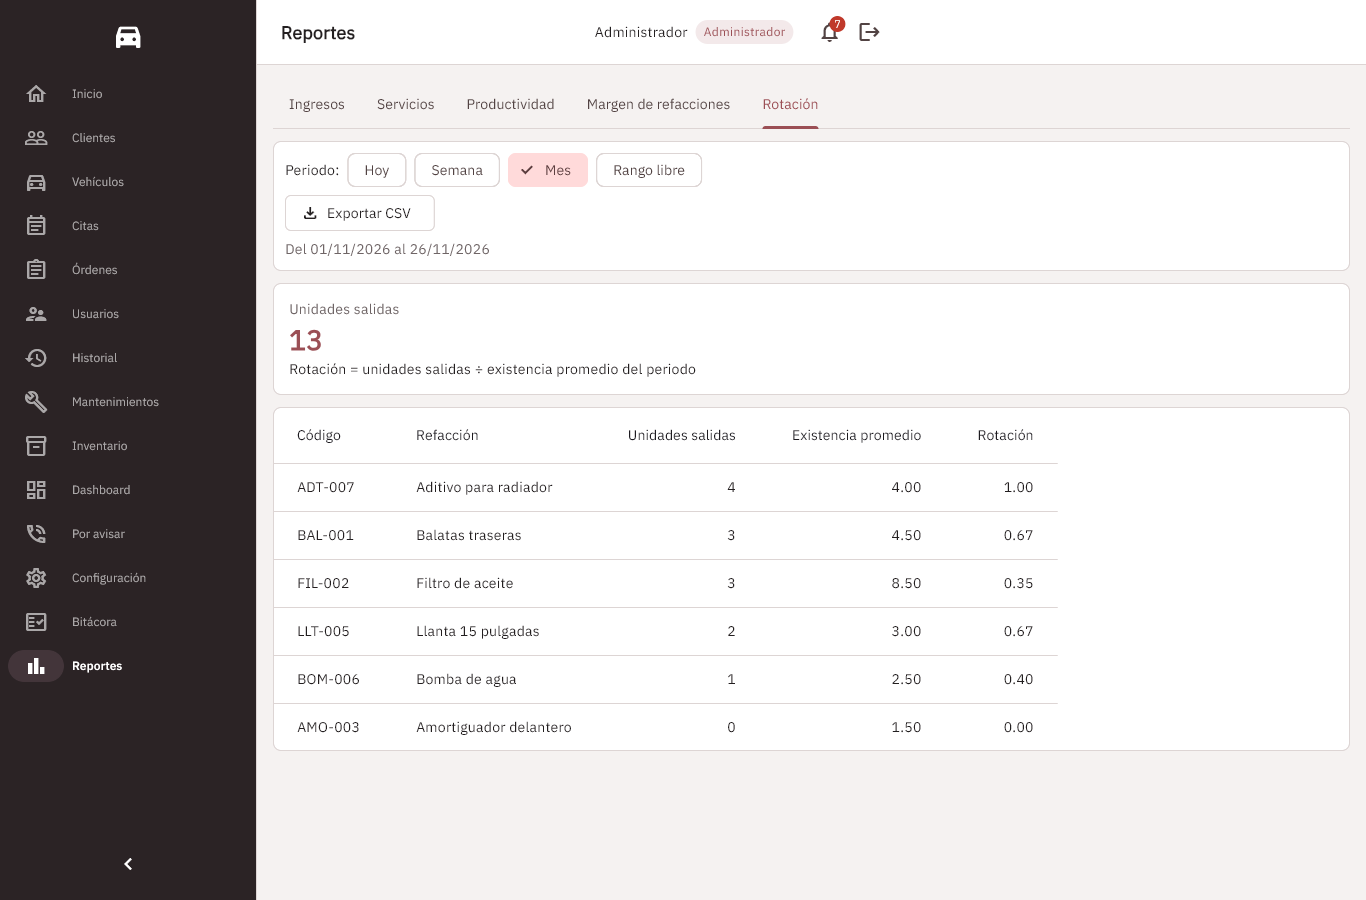 Reportes
Administrador Administrador 7
Inicio
Clientes
Vehículos
Citas
Órdenes
Usuarios
Historial
Mantenimientos
Inventario
Dashboard
Por avisar
Configuración
Bitácora
Reportes
Ingresos Servicios Productividad Margen de refacciones Rotación
Periodo: Hoy Semana Mes Rango libre
Exportar CSV
Del 01/11/2026 al 26/11/2026
Unidades salidas
13
Rotación = unidades salidas ÷ existencia promedio del periodo
Código Refacción Unidades salidas Existencia promedio Rotación
ADT-007 Aditivo para radiador 4 4.00 1.00
BAL-001 Balatas traseras 3 4.50 0.67
FIL-002 Filtro de aceite 3 8.50 0.35
LLT-005 Llanta 15 pulgadas 2 3.00 0.67
BOM-006 Bomba de agua 1 2.50 0.40
AMO-003 Amortiguador delantero 0 1.50 0.00